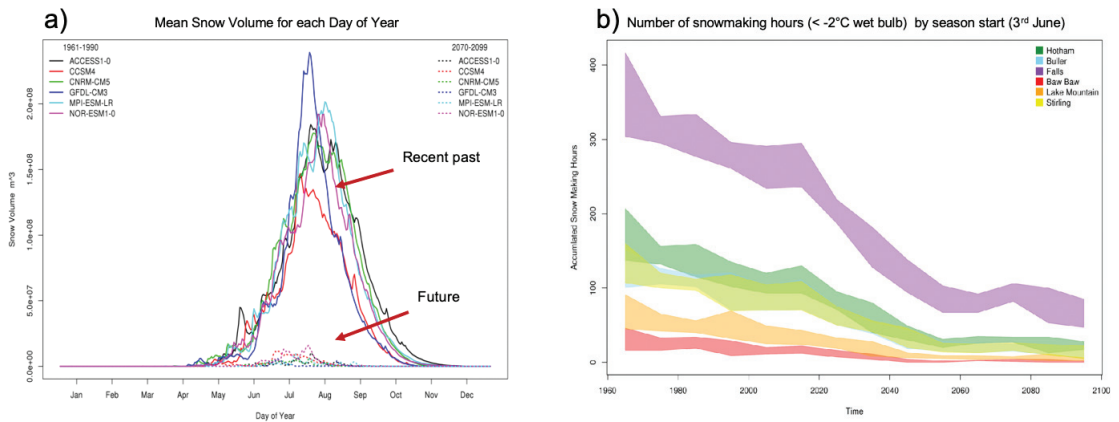 a)
Mean Snow Volume for each Day of Year
1961-1990
ACCESS1-0
CCSM4
CNRM-CM5
GFDL-CM3
MPI-ESM-LR
NOR-ESM1-0
2070-2099
ACCESS1-0
CCSM4
CNRM-CM5
GFDL-CM3
MPI-ESM-LR
NOR-ESM1-0
Recent past
Future
Snow Volume m^3
2.0e+08
1.5e+08
1.0e+08
5.0e+07
0.0e+00
Jan Feb Mar Apr May Jun Jul Aug Sep Oct Nov Dec
Day of Year
b)
Number of snowmaking hours (< -2°C wet bulb) by season start (3rd June)
Hotham
Buller
Falls
Baw Baw
Lake Mountain
Stirling
Accumlated Snow Making Hours
400
300
200
100
0
1960 1980 2000 2020 2040 2060 2080 2100
Time